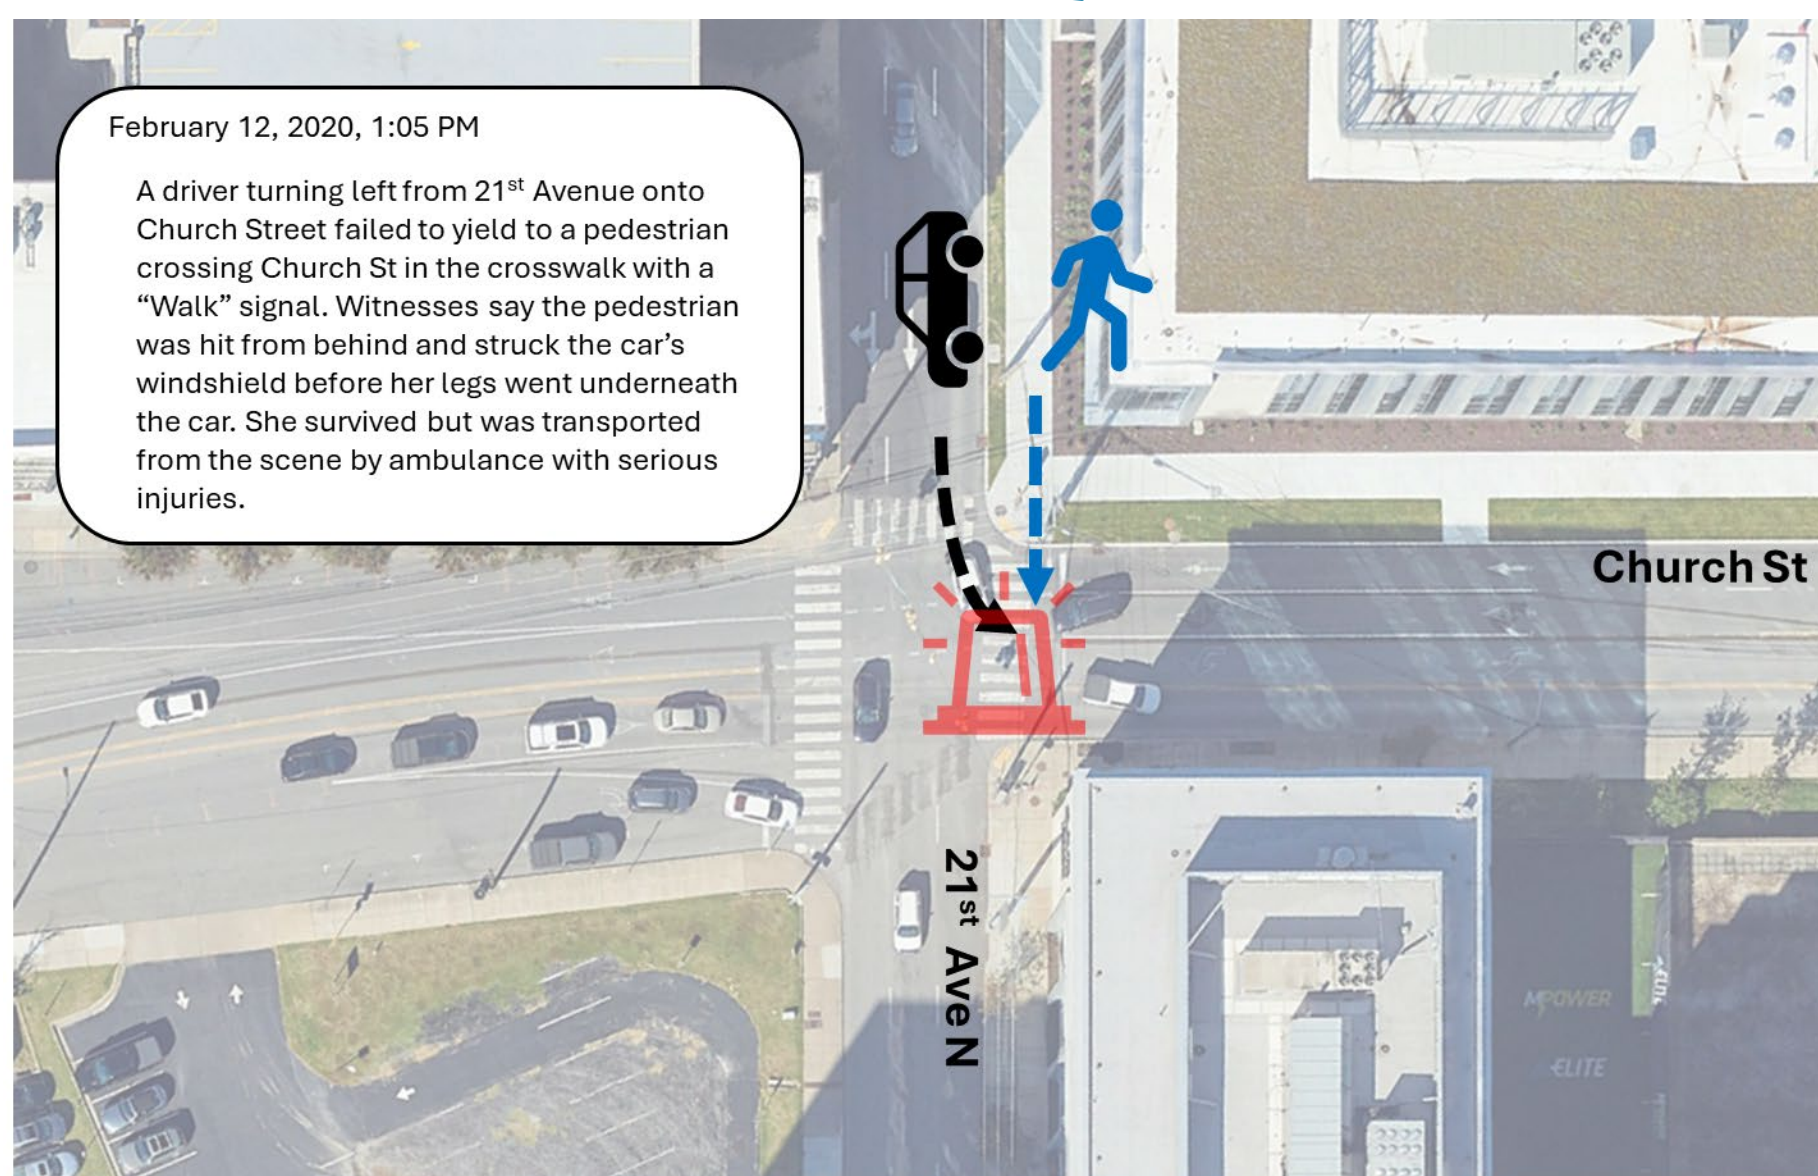 February 12, 2020, 1:05 PM
A driver turning left from 21st Avenue onto
Church Street failed to yield to a pedestrian
crossing Church St in the crosswalk with a
“Walk” signal. Witnesses say the pedestrian
was hit from behind and struck the car’s
windshield before her legs went underneath
the car. She survived but was transported
from the scene by ambulance with serious
injuries.
Church St
21st Ave N
MPOWER
ELITE